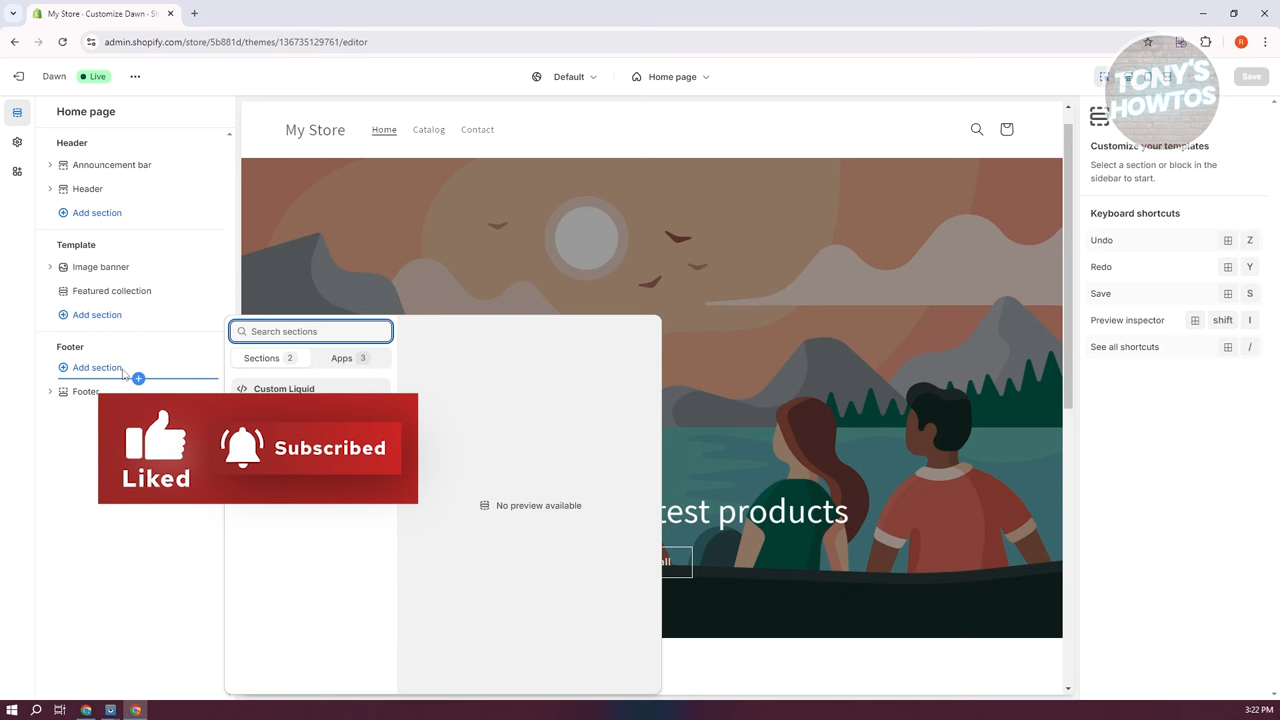 My Store - Customize Dawn - S
admin.shopify.com/store/5b881d/themes/136735129761/editor
R
Dawn
Live
Default
Home page
Save
TONY'S
HOWTOS
Home page
Header
Announcement bar
Header
Add section
Template
Image banner
Featured collection
Add section
Footer
Add section
Footer
Liked
Subscribed
Search sections
Sections 2
Apps 3
Custom Liquid
No preview available
My Store
Home
Catalog
Contact
test products
all
Customize your templates
Select a section or block in the
sidebar to start.
Keyboard shortcuts
Undo Z
Redo Y
Save S
Preview inspector shift I
See all shortcuts /
3:22 PM